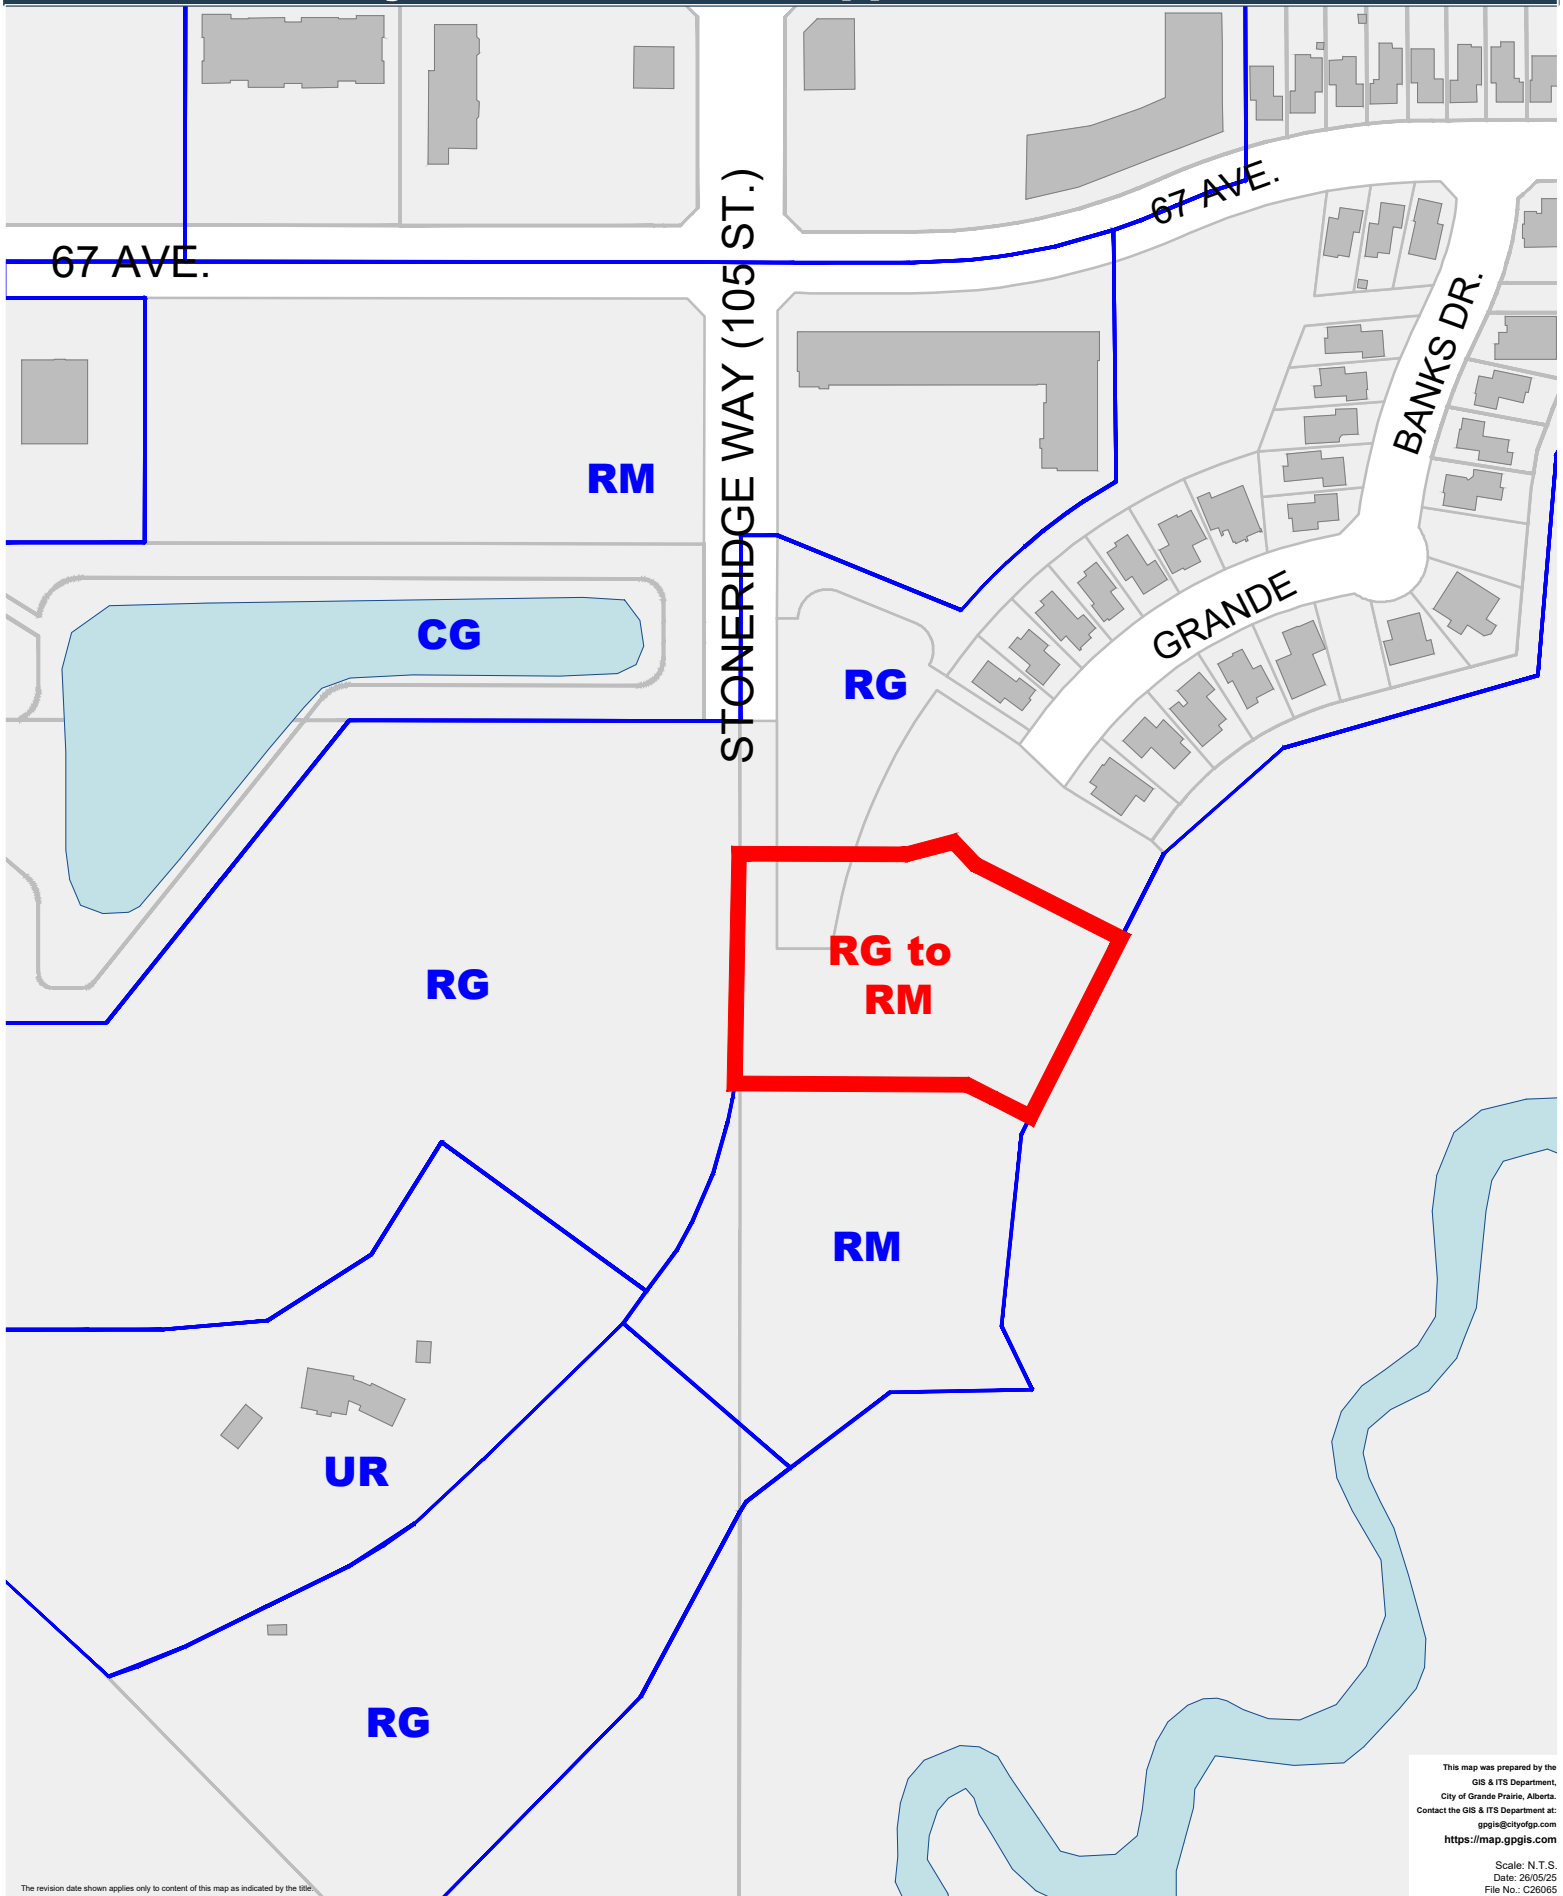 67 AVE.
67 AVE.
STONERIDGE WAY (105 ST.)
BANKS DR.
GRANDE
RM
CG
RG
RG to
RM
RG
RM
UR
RG
This map was prepared by the
GIS & ITS Department,
City of Grande Prairie, Alberta.
Contact the GIS & ITS Department at:
gpgis@cityofgp.com
https://map.gpgis.com
Scale: N.T.S.
Date: 26/05/25
File No.: C26065
The revision date shown applies only to content of this map as indicated by the title.